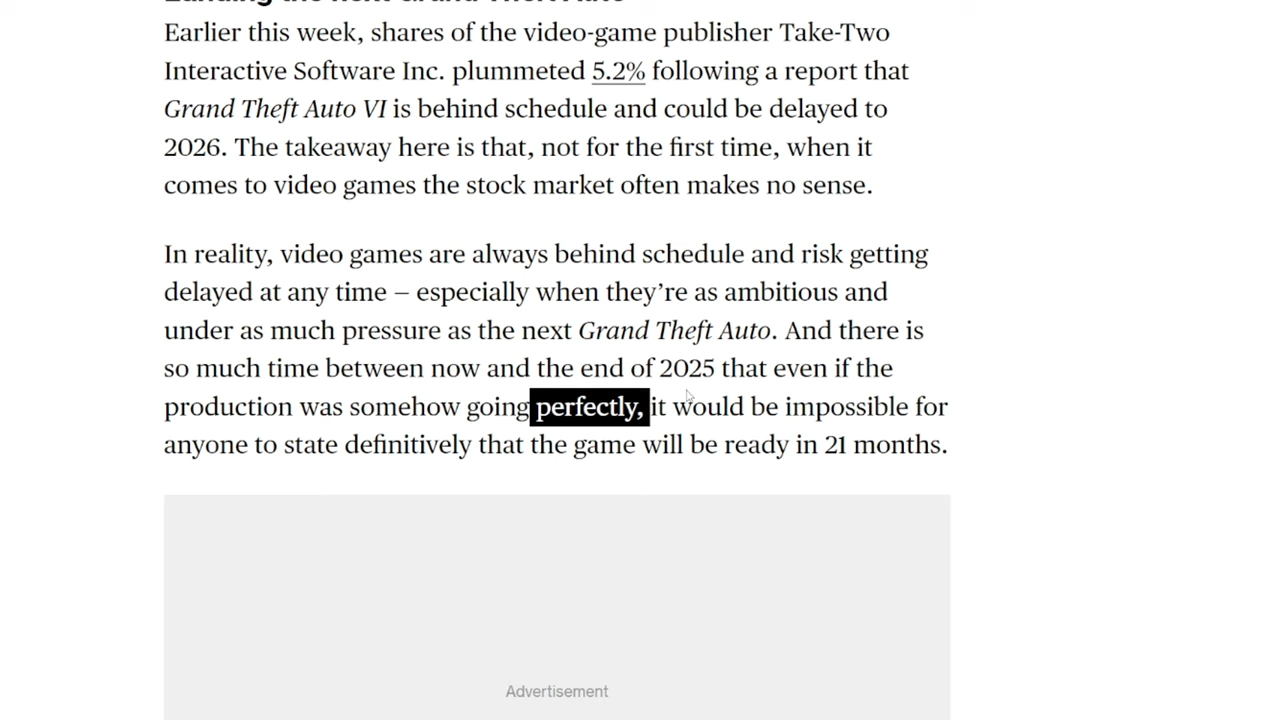 Earlier this week, shares of the video-game publisher Take-Two
Interactive Software Inc. plummeted 5.2% following a report that
Grand Theft Auto VI is behind schedule and could be delayed to
2026. The takeaway here is that, not for the first time, when it
comes to video games the stock market often makes no sense.
In reality, video games are always behind schedule and risk getting
delayed at any time – especially when they’re as ambitious and
under as much pressure as the next Grand Theft Auto. And there is
so much time between now and the end of 2025 that even if the
production was somehow going perfectly, it would be impossible for
anyone to state definitively that the game will be ready in 21 months.
Advertisement